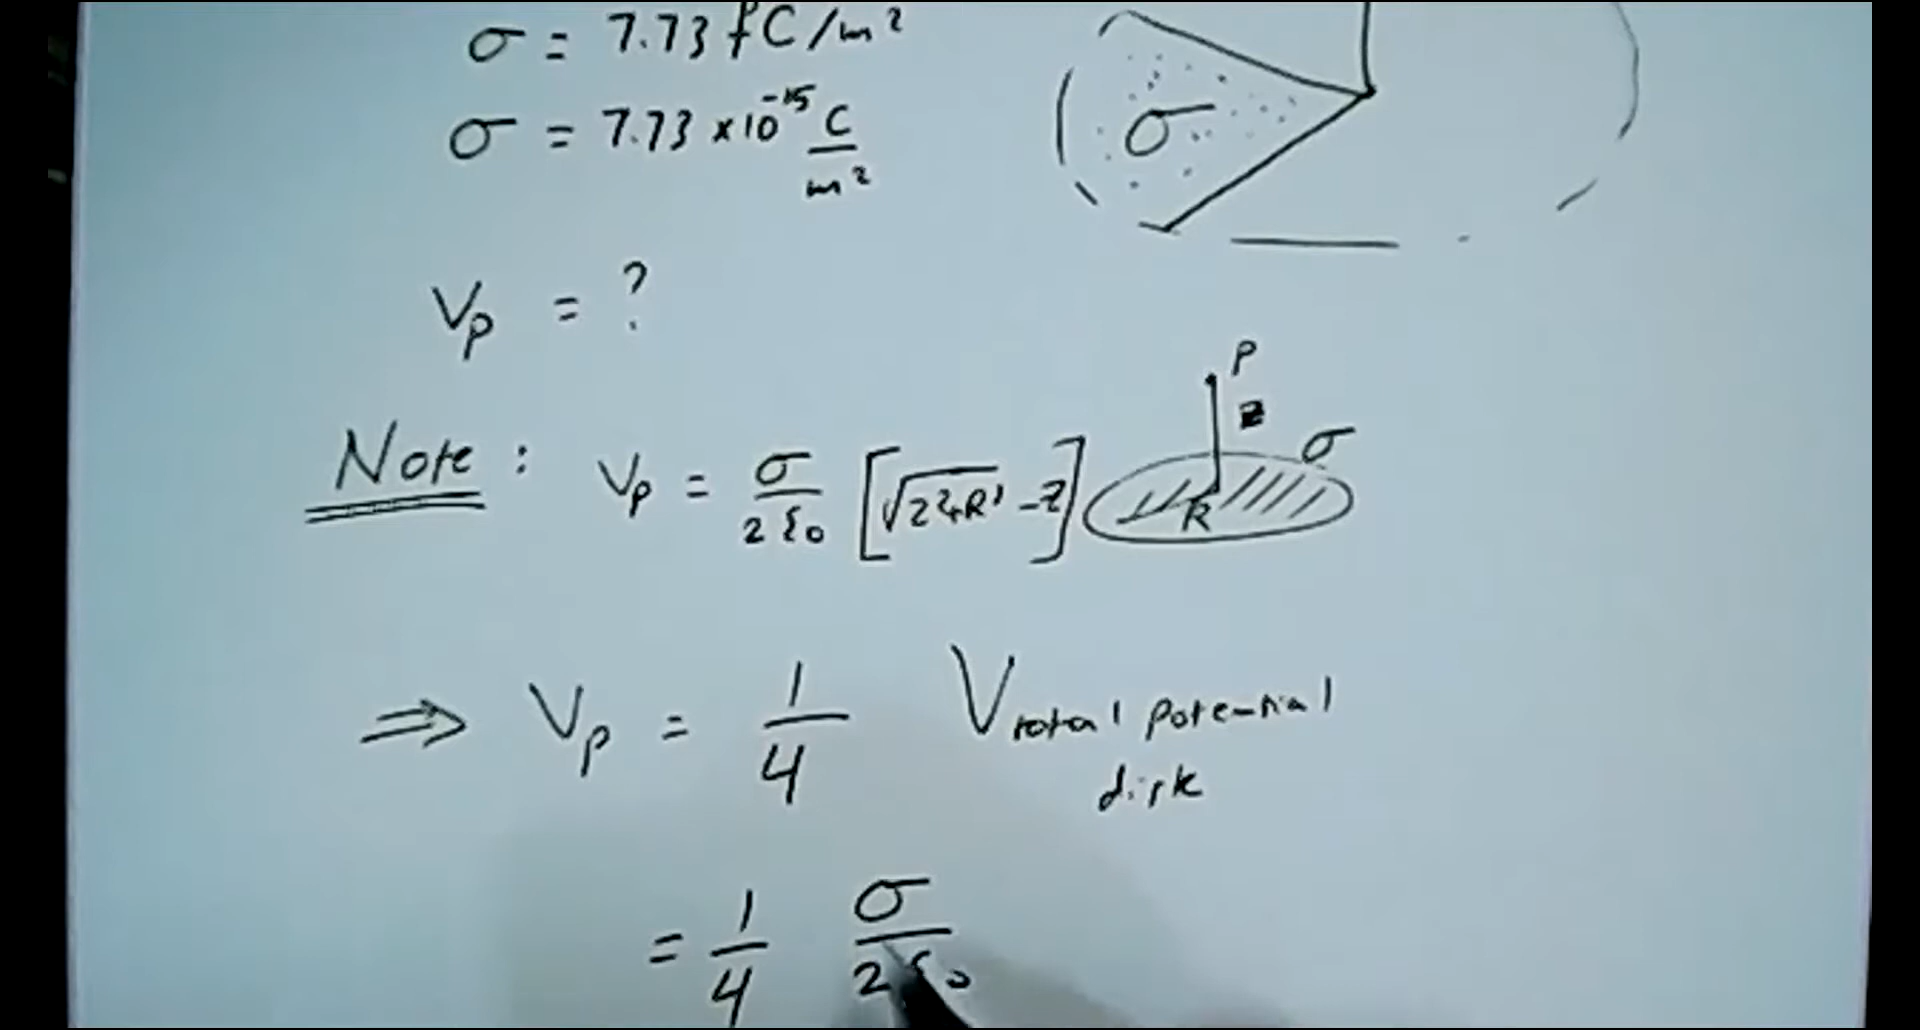 σ = 7.73 fC/m²
σ = 7.73 × 10⁻¹⁵ C/m²
σ
V_P = ?
P
z
σ
R
Note: V_P = σ/2ε₀ [√z²+R² - z]
⇒ V_P = 1/4 V total potential
disk
= 1/4 σ/2ε₀